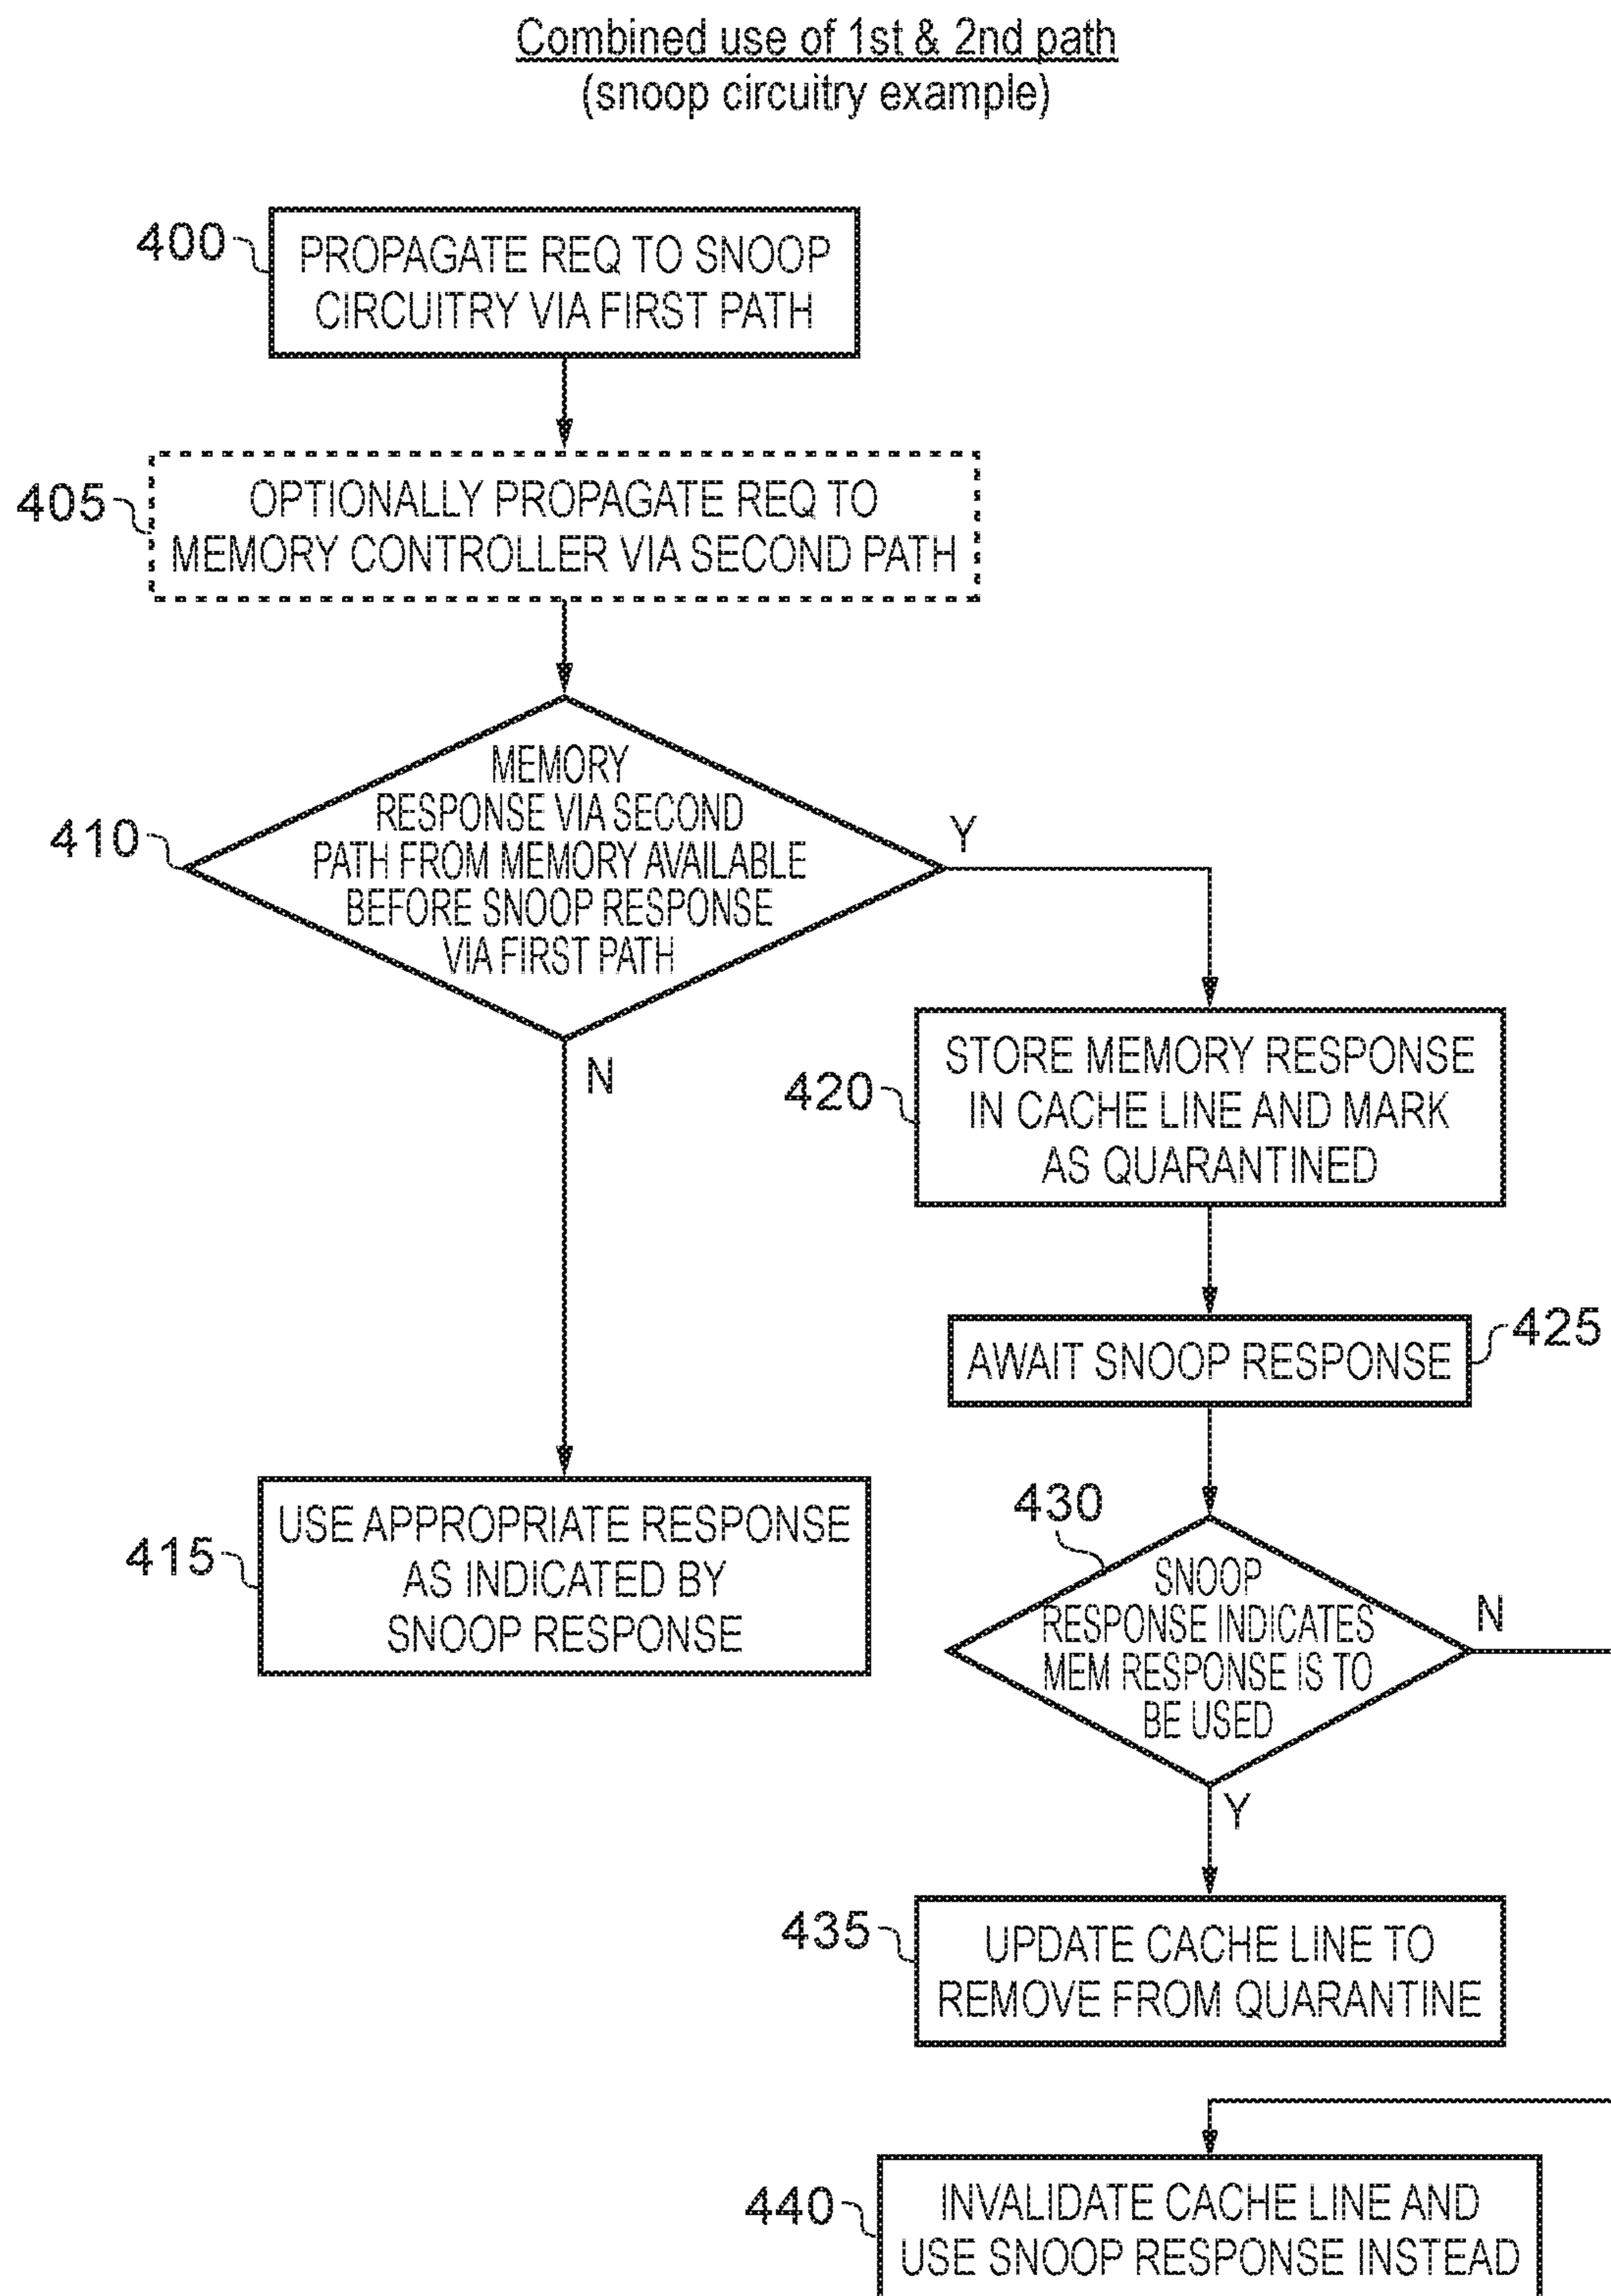 Combined use of 1st & 2nd path
(snoop circuitry example)
400
PROPAGATE REQ TO SNOOP
CIRCUITRY VIA FIRST PATH
405
OPTIONALLY PROPAGATE REQ TO
MEMORY CONTROLLER VIA SECOND PATH
410
MEMORY
RESPONSE VIA SECOND
PATH FROM MEMORY AVAILABLE
BEFORE SNOOP RESPONSE
VIA FIRST PATH
Y
N
420
STORE MEMORY RESPONSE
IN CACHE LINE AND MARK
AS QUARANTINED
425
AWAIT SNOOP RESPONSE
415
USE APPROPRIATE RESPONSE
AS INDICATED BY
SNOOP RESPONSE
430
SNOOP
RESPONSE INDICATES
MEM RESPONSE IS TO
BE USED
N
Y
435
UPDATE CACHE LINE TO
REMOVE FROM QUARANTINE
440
INVALIDATE CACHE LINE AND
USE SNOOP RESPONSE INSTEAD